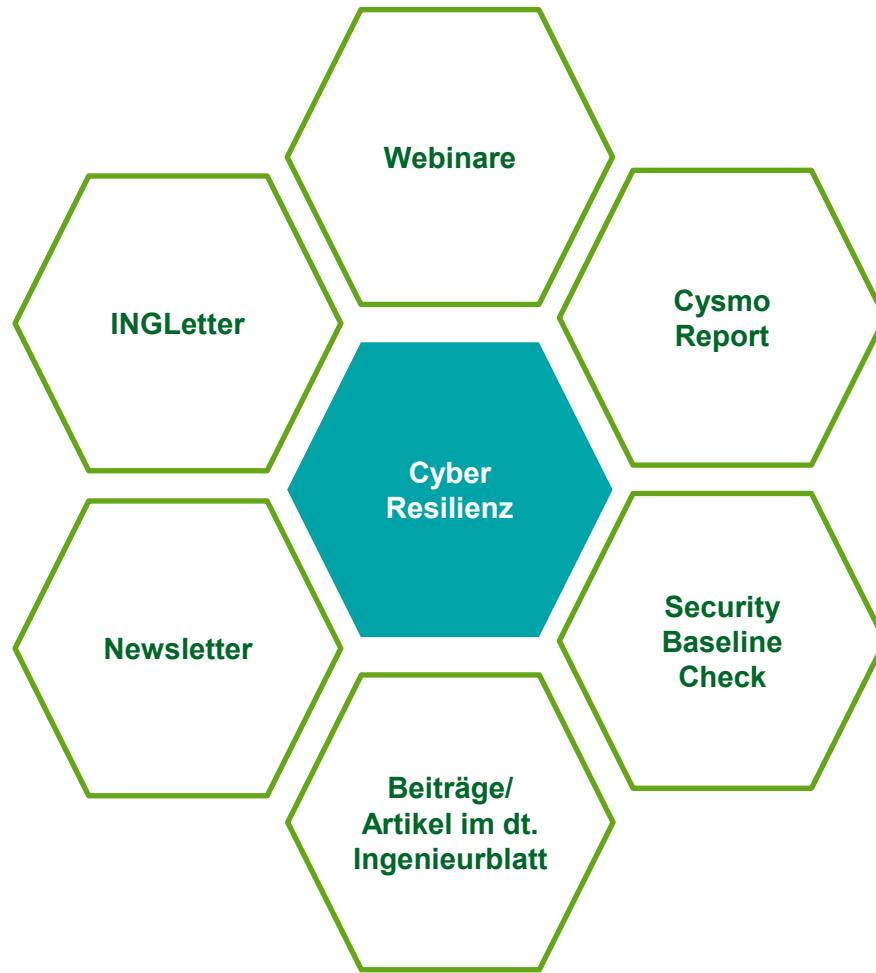 Webinare
INGLetter
Cysmo
Report
Cyber
Resilienz
Newsletter
Security
Baseline
Check
Beiträge/
Artikel im dt.
Ingenieurblatt